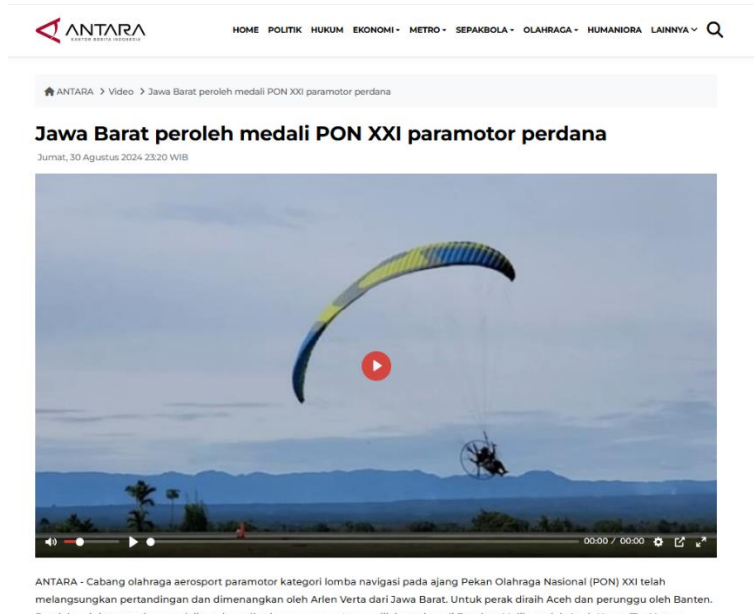 ANTARA
KANTOR BERITA INDONESIA
HOME POLITIK HUKUM EKONOMI METRO SEPAKBOLA OLAHRAGA HUMANIORA LAINNYA
ANTARA > Video > Jawa Barat peroleh medali PON XXI paramotor perdana
Jawa Barat peroleh medali PON XXI paramotor perdana
Jumat, 30 Agustus 2024 23:20 WIB
00:00 / 00:00
ANTARA - Cabang olahraga aerosport paramotor kategori lomba navigasi pada ajang Pekan Olahraga Nasional (PON) XXI telah
melangsungkan pertandingan dan dimenangkan oleh Arlen Verta dari Jawa Barat. Untuk perak diraih Aceh dan perunggu oleh Banten.